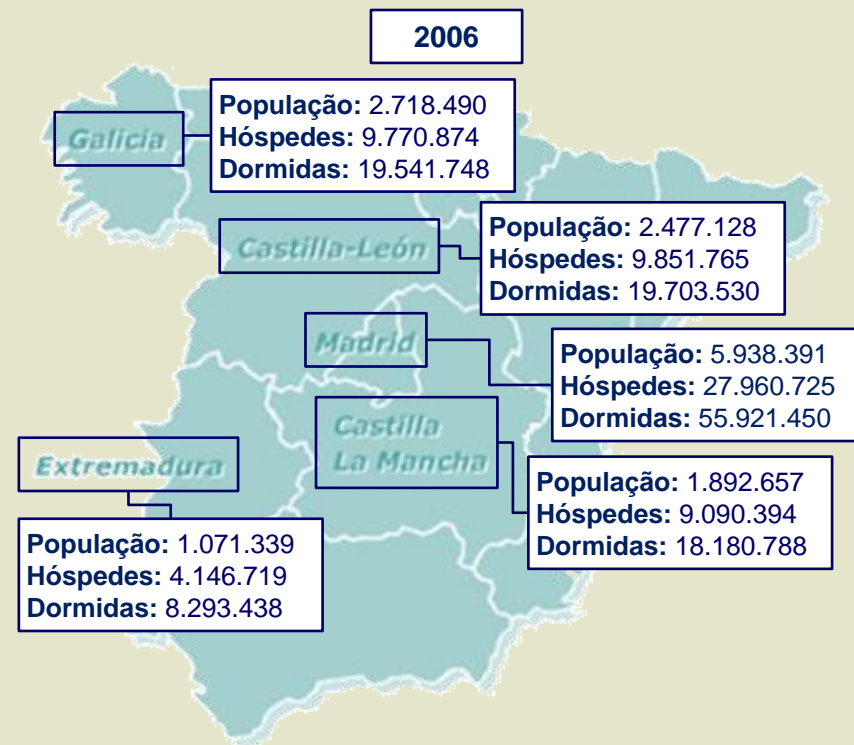 2006
Galicia
População: 2.718.490
Hóspedes: 9.770.874
Dormidas: 19.541.748
Castilla-León
População: 2.477.128
Hóspedes: 9.851.765
Dormidas: 19.703.530
Madrid
População: 5.938.391
Hóspedes: 27.960.725
Dormidas: 55.921.450
Castilla
La Mancha
População: 1.892.657
Hóspedes: 9.090.394
Dormidas: 18.180.788
Extremadura
População: 1.071.339
Hóspedes: 4.146.719
Dormidas: 8.293.438